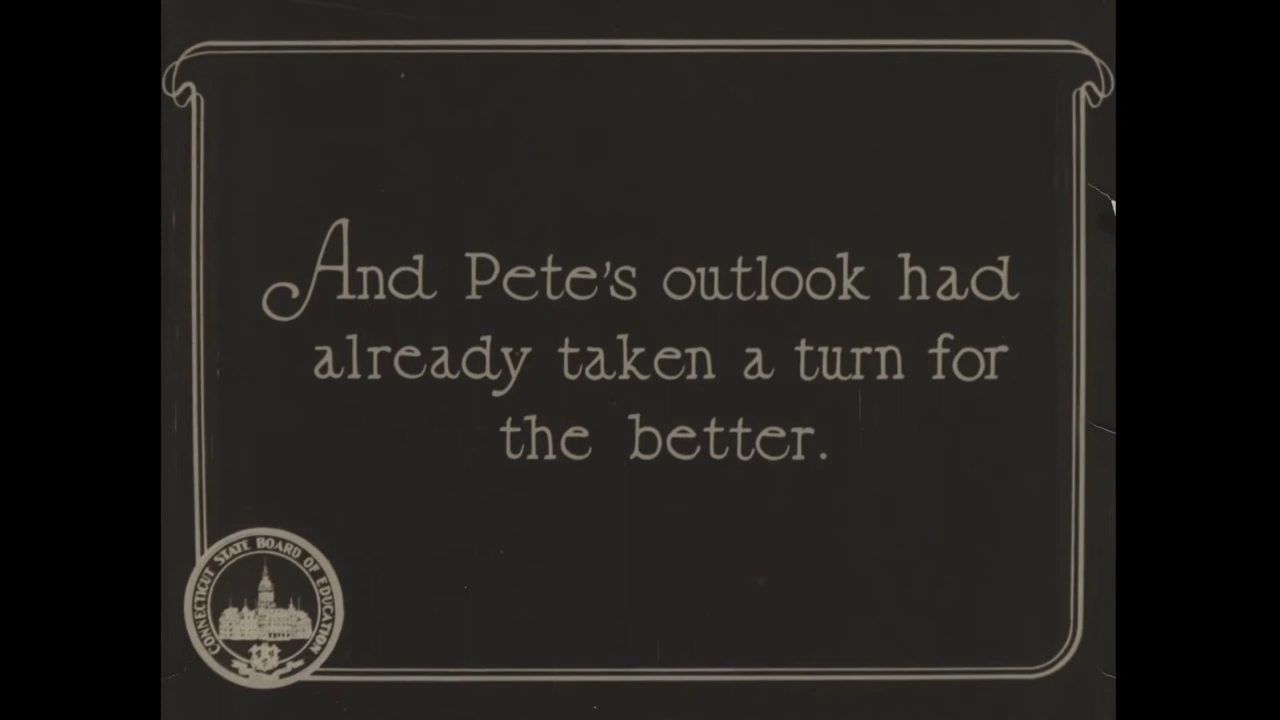 And Pete's outlook had
already taken a turn for
the better.
CONNECTICUT STATE BOARD OF EDUCATION